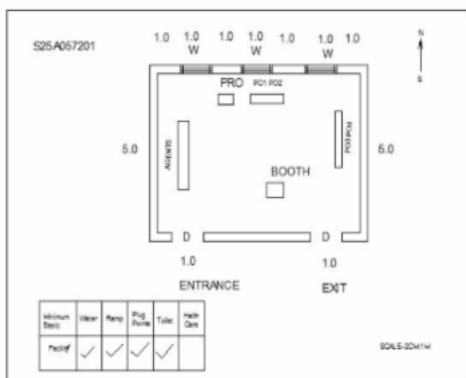 1.0 1.0 1.0 1.0 1.0 1.0 1.0
S25A057201
W W W
N
S
PRO PO1 PO2
5.0
AGENTS
PO3 PO4
5.0
BOOTH
D D
1.0 1.0
ENTRANCE EXIT
Minimum Basic Water Ramp Plug Points Toilet Care
✓ ✓ ✓ ✓